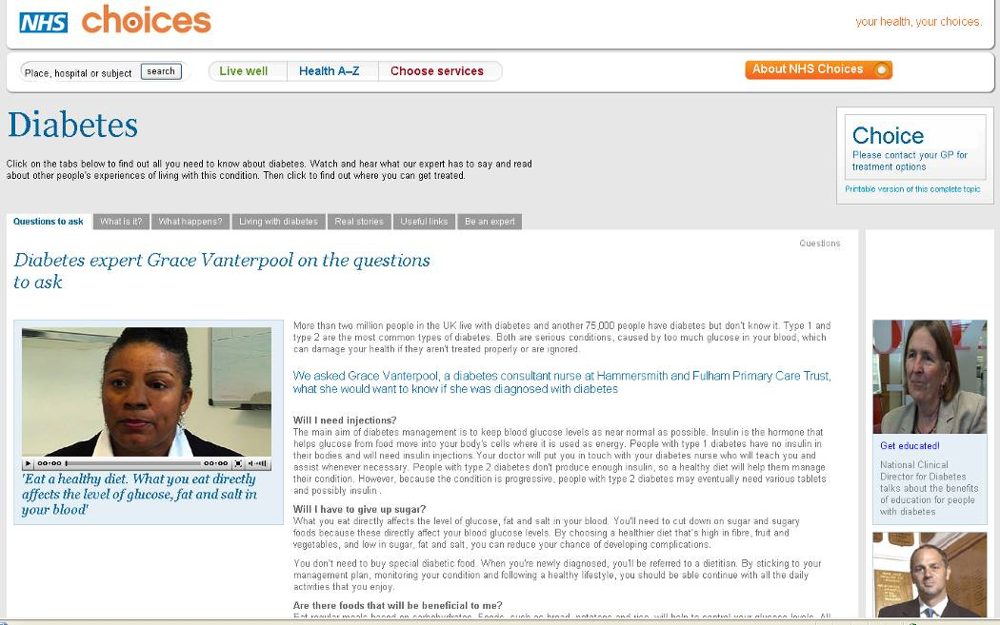 NHS choices
your health, your choices.
Place, hospital or subject
search
Live well
Health A–Z
Choose services
About NHS Choices
Diabetes
Click on the tabs below to find out all you need to know about diabetes. Watch and hear what our expert has to say and read
about other people's experiences of living with this condition. Then click to find out where you can get treated.
Choice
Please contact your GP for
treatment options
Printable version of this complete topic
Questions to ask
What is it?
What happens?
Living with diabetes
Real stories
Useful links
Be an expert
Questions
Diabetes expert Grace Vanterpool on the questions
to ask
00:00
00:00
'Eat a healthy diet. What you eat directly
affects the level of glucose, fat and salt in
your blood'
More than two million people in the UK live with diabetes and another 75,000 people have diabetes but don't know it. Type 1 and
type 2 are the most common types of diabetes. Both are serious conditions, caused by too much glucose in your blood, which
can damage your health if they aren't treated properly or are ignored.
We asked Grace Vanterpool, a diabetes consultant nurse at Hammersmith and Fulham Primary Care Trust,
what she would want to know if she was diagnosed with diabetes
Will I need injections?
The main aim of diabetes management is to keep blood glucose levels as near normal as possible. Insulin is the hormone that
helps glucose from food move into your body's cells where it is used as energy. People with type 1 diabetes have no insulin in
their bodies and will need insulin injections.Your doctor will put you in touch with your diabetes nurse who will teach you and
assist whenever necessary. People with type 2 diabetes don't produce enough insulin, so a healthy diet will help them manage
their condition. However, because the condition is progressive, people with type 2 diabetes may eventually need various tablets
and possibly insulin .
Will I have to give up sugar?
What you eat directly affects the level of glucose, fat and salt in your blood. You'll need to cut down on sugar and sugary
foods because these directly affect your blood glucose levels. By choosing a healthier diet that's high in fibre, fruit and
vegetables, and low in sugar, fat and salt, you can reduce your chance of developing complications.
You don't need to buy special diabetic food. When you're newly diagnosed, you'll be referred to a dietitian. By sticking to your
management plan, monitoring your condition and following a healthy lifestyle, you should be able continue with all the daily
activities that you enjoy.
Are there foods that will be beneficial to me?
Eat regular meals based on carbohydrates. Foods, such as bread, potatoes and rice, will help to control your glucose levels. All
Get educated!
National Clinical
Director for Diabetes
talks about the benefits
of education for people
with diabetes